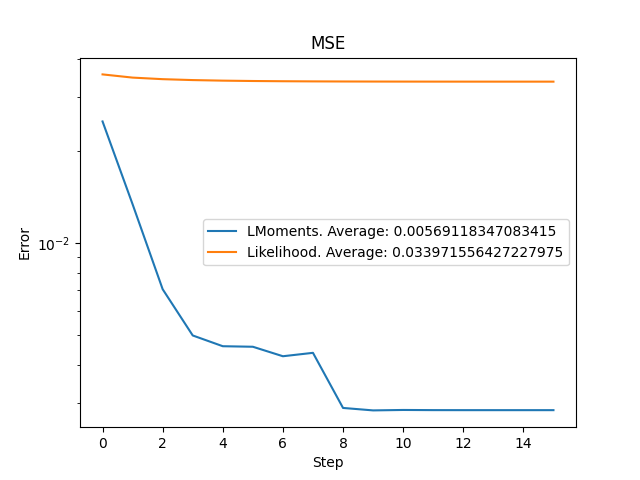 MSE
Error
10⁻²
LMoments. Average: 0.00569118347083415
Likelihood. Average: 0.033971556427227975
0 2 4 6 8 10 12 14
Step